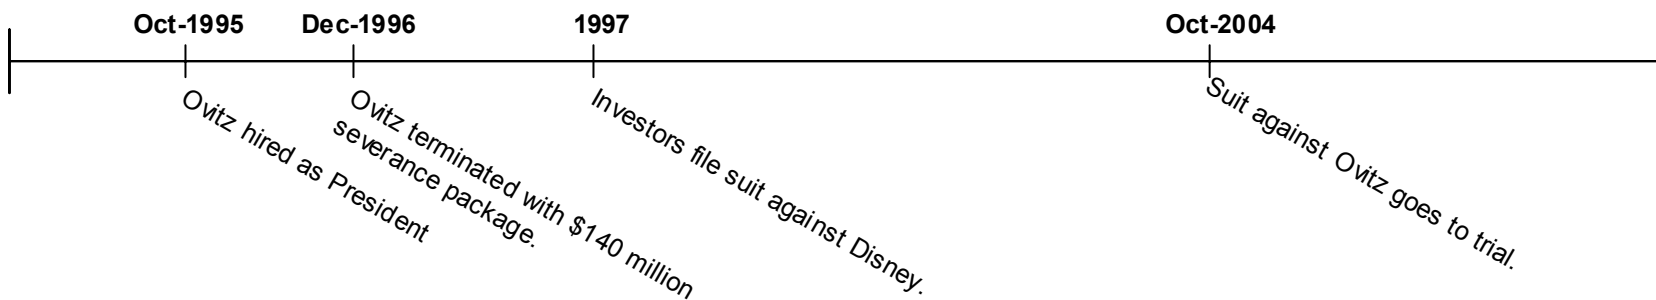 Oct-1995
Dec-1996
1997
Oct-2004
Ovitz hired as President
Ovitz terminated with $140 million
severance package.
Investors file suit against Disney.
Suit against Ovitz goes to trial.